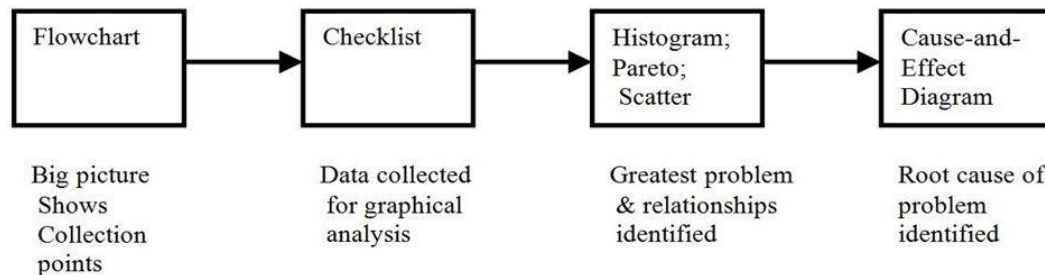 Flowchart
Checklist
Histogram;
Pareto;
Scatter
Cause-and-
Effect
Diagram
Big picture
Shows
Collection
points
Data collected
for graphical
analysis
Greatest problem
& relationships
identified
Root cause of
problem
identified